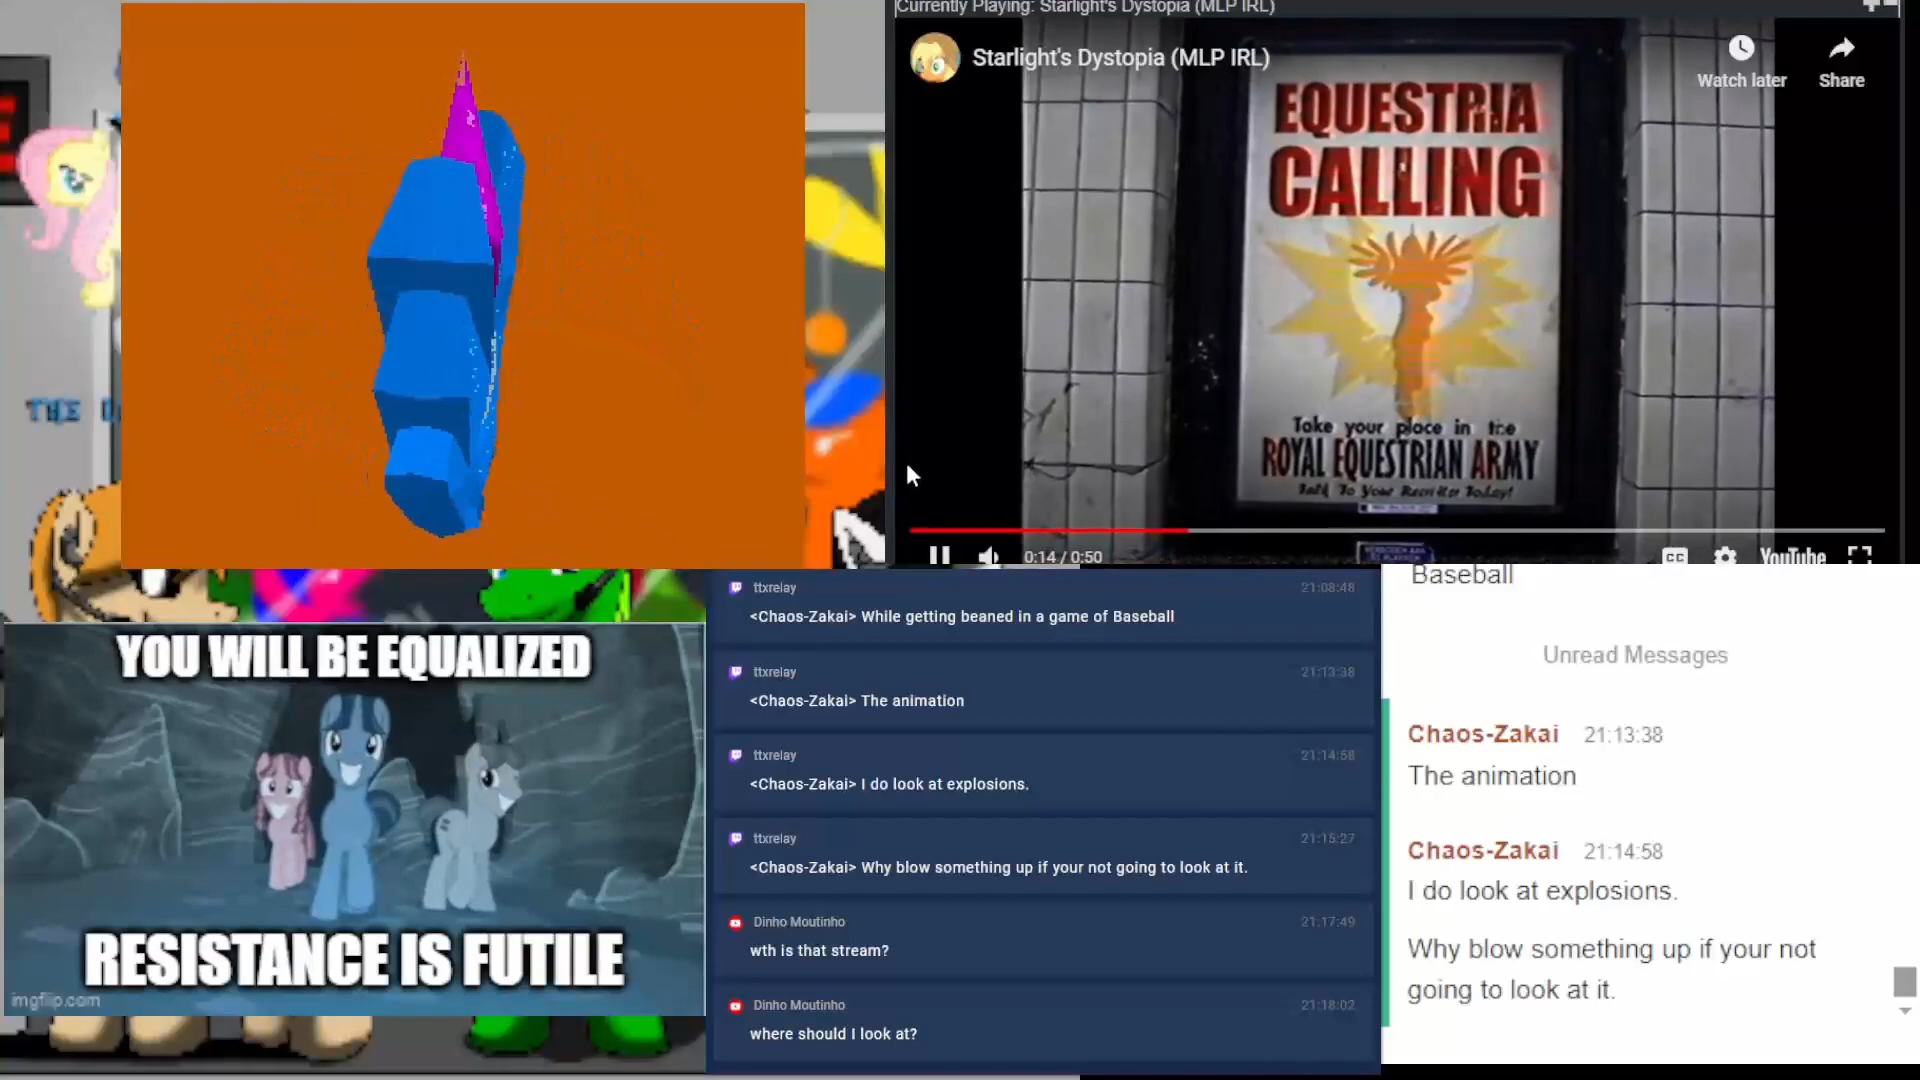 Currently Playing: Starlight's Dystopia (MLP IRL)
Starlight's Dystopia (MLP IRL)
Watch later
Share
EQUESTRIA
CALLING
Take your place in the
ROYAL EQUESTRIAN ARMY
Talk To Your Recruiter Today!
0:14 / 0:50
CC
YouTube
THE
YOU WILL BE EQUALIZED
RESISTANCE IS FUTILE
imgflip.com
ttxrelay
21:08:48
<Chaos-Zakai> While getting beaned in a game of Baseball
ttxrelay
21:13:38
<Chaos-Zakai> The animation
ttxrelay
21:14:58
<Chaos-Zakai> I do look at explosions.
ttxrelay
21:15:27
<Chaos-Zakai> Why blow something up if your not going to look at it.
Dinho Moutinho
21:17:49
wth is that stream?
Dinho Moutinho
21:18:02
where should I look at?
Baseball
Unread Messages
Chaos-Zakai 21:13:38
The animation
Chaos-Zakai 21:14:58
I do look at explosions.
Why blow something up if your not
going to look at it.